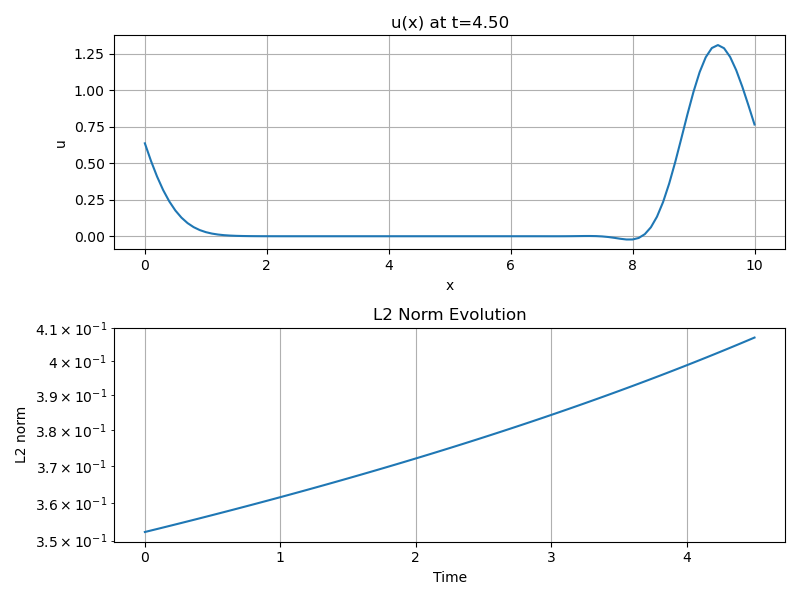 u(x) at t=4.50
1.25
1.00
0.75
0.50
0.25
0.00
u
0 2 4 6 8 10
x
L2 Norm Evolution
4.1 × 10⁻¹
4 × 10⁻¹
3.9 × 10⁻¹
3.8 × 10⁻¹
3.7 × 10⁻¹
3.6 × 10⁻¹
3.5 × 10⁻¹
L2 norm
0 1 2 3 4
Time